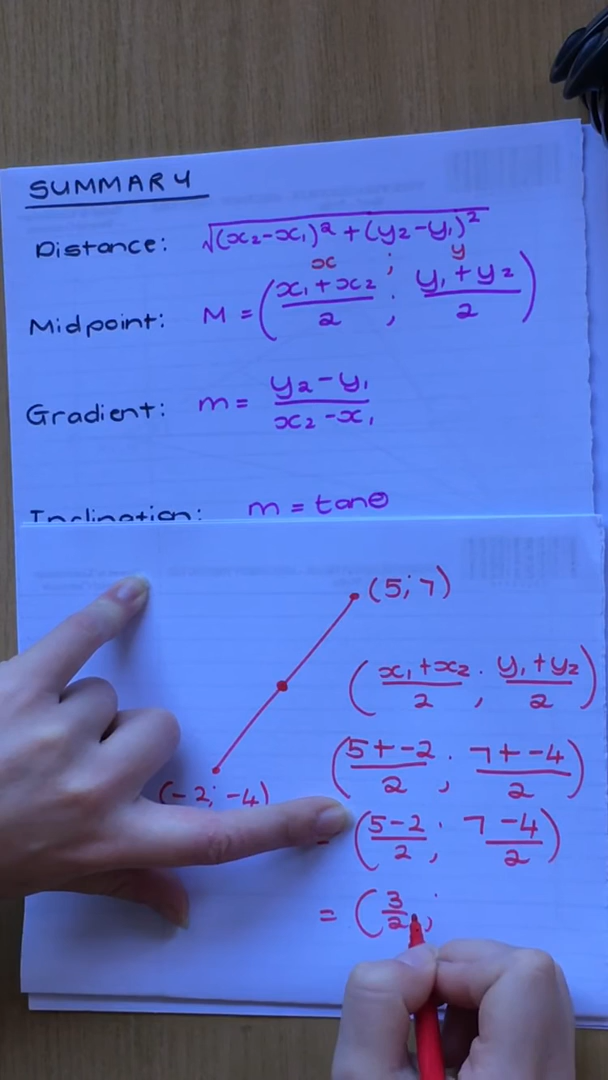 SUMMARY
Distance: √(x₂-x₁)² + (y₂-y₁)²
x ; y
Midpoint: M = (x₁+x₂/2 ; y₁+y₂/2)
Gradient: m = y₂-y₁/x₂-x₁
Inclination: m = tanθ
(5;7)
(x₁+x₂/2 ; y₁+y₂/2)
(5+-2/2 ; 7+-4/2)
(-2;-4)
= (5-2/2 ; 7-4/2)
= (3/2 ;